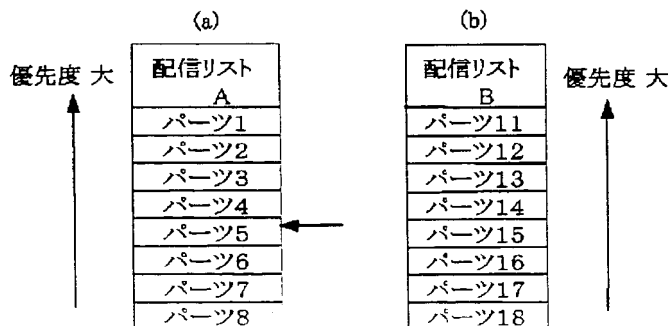 (a)
優先度 大
配信リスト
A
パーツ1
パーツ2
パーツ3
パーツ4
パーツ5
パーツ6
パーツ7
パーツ8
(b)
配信リスト
B
優先度 大
パーツ11
パーツ12
パーツ13
パーツ14
パーツ15
パーツ16
パーツ17
パーツ18